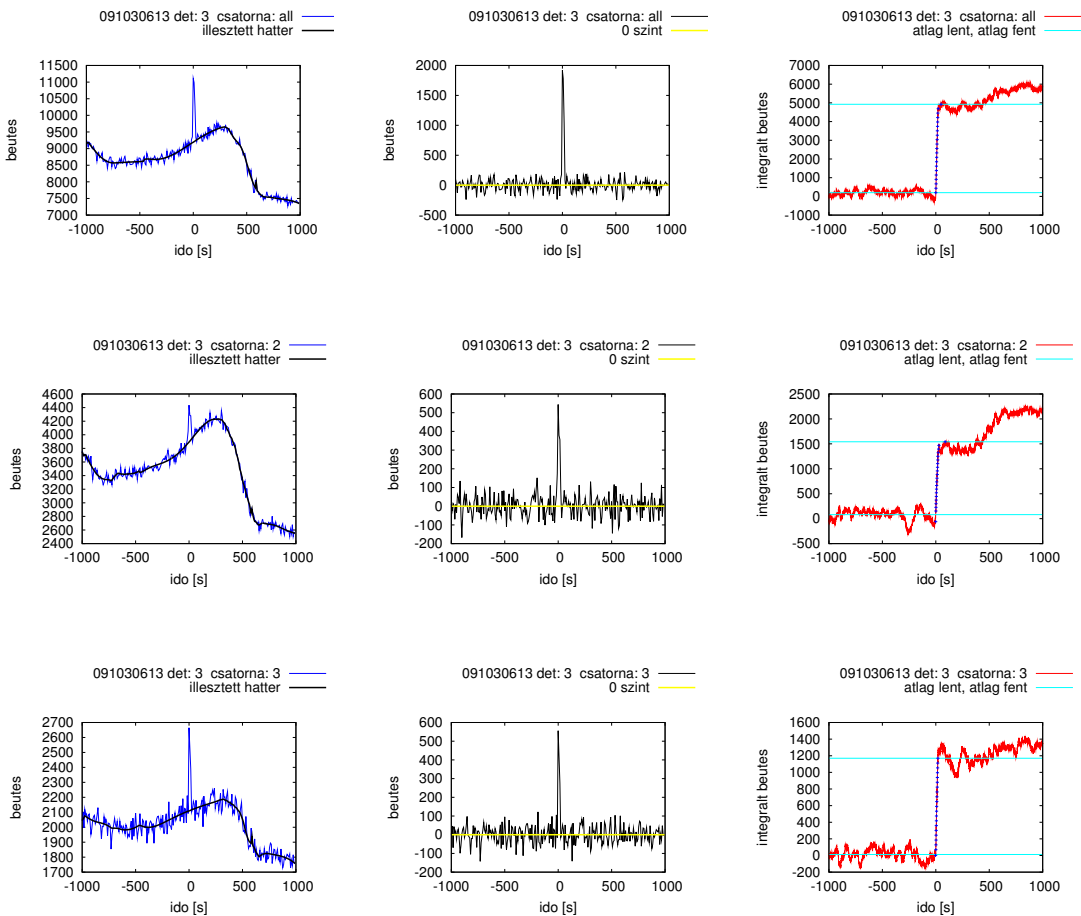 091030613 det: 3  csatorna: all
illesztett hatter
beutes
11500
11000
10500
10000
9500
9000
8500
8000
7500
7000
-1000 -500 0 500 1000
ido [s]
091030613 det: 3  csatorna: all
0 szint
beutes
2000
1500
1000
500
0
-500
-1000 -500 0 500 1000
ido [s]
091030613 det: 3  csatorna: all
atlag lent, atlag fent
integralt beutes
7000
6000
5000
4000
3000
2000
1000
0
-1000
-1000 -500 0 500 1000
ido [s]
091030613 det: 3  csatorna: 2
illesztett hatter
beutes
4600
4400
4200
4000
3800
3600
3400
3200
3000
2800
2600
2400
-1000 -500 0 500 1000
ido [s]
091030613 det: 3  csatorna: 2
0 szint
beutes
600
500
400
300
200
100
0
-100
-200
-1000 -500 0 500 1000
ido [s]
091030613 det: 3  csatorna: 2
atlag lent, atlag fent
integralt beutes
2500
2000
1500
1000
500
0
-500
-1000 -500 0 500 1000
ido [s]
091030613 det: 3  csatorna: 3
illesztett hatter
beutes
2700
2600
2500
2400
2300
2200
2100
2000
1900
1800
1700
-1000 -500 0 500 1000
ido [s]
091030613 det: 3  csatorna: 3
0 szint
beutes
600
500
400
300
200
100
0
-100
-200
-1000 -500 0 500 1000
ido [s]
091030613 det: 3  csatorna: 3
atlag lent, atlag fent
integralt beutes
1600
1400
1200
1000
800
600
400
200
0
-200
-1000 -500 0 500 1000
ido [s]